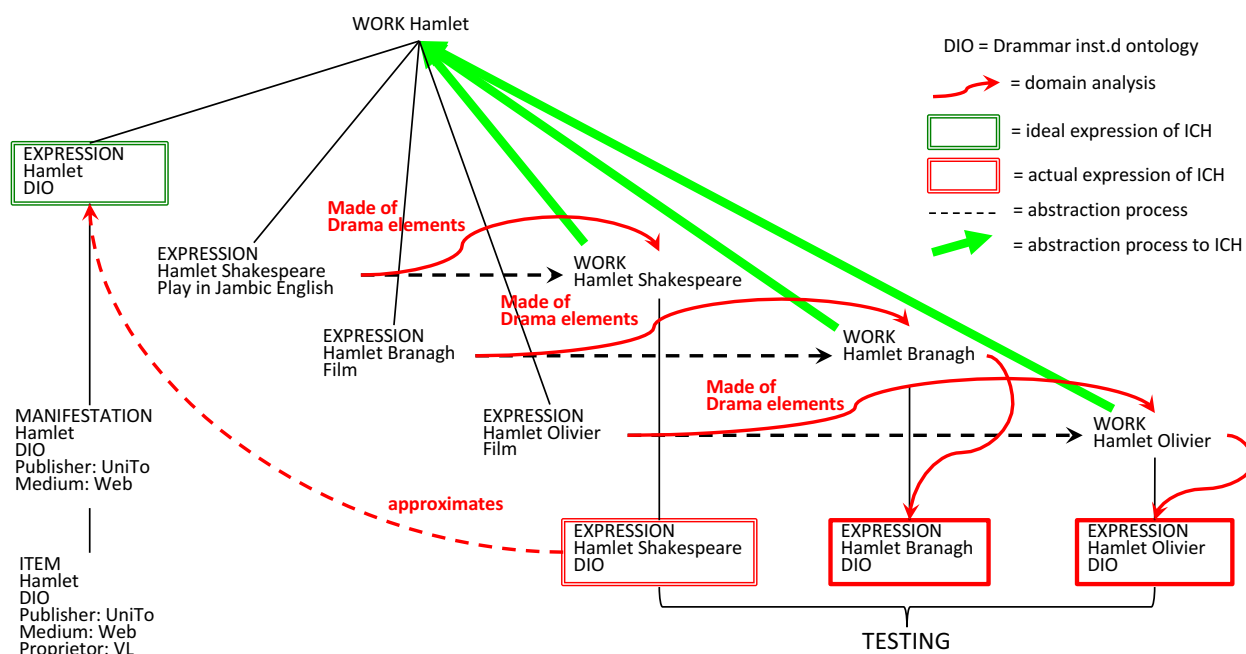 WORK Hamlet
DIO = Drammar inst.d ontology
= domain analysis
= ideal expression of ICH
= actual expression of ICH
= abstraction process
= abstraction process to ICH
EXPRESSION
Hamlet
DIO
Made of
Drama elements
EXPRESSION
Hamlet Shakespeare
Play in Jambic English
WORK
Hamlet Shakespeare
Made of
Drama elements
EXPRESSION
Hamlet Branagh
Film
WORK
Hamlet Branagh
Made of
Drama elements
EXPRESSION
Hamlet Olivier
Film
WORK
Hamlet Olivier
MANIFESTATION
Hamlet
DIO
Publisher: UniTo
Medium: Web
approximates
EXPRESSION
Hamlet Shakespeare
DIO
EXPRESSION
Hamlet Branagh
DIO
EXPRESSION
Hamlet Olivier
DIO
ITEM
Hamlet
DIO
Publisher: UniTo
Medium: Web
Proprietor: VL
TESTING